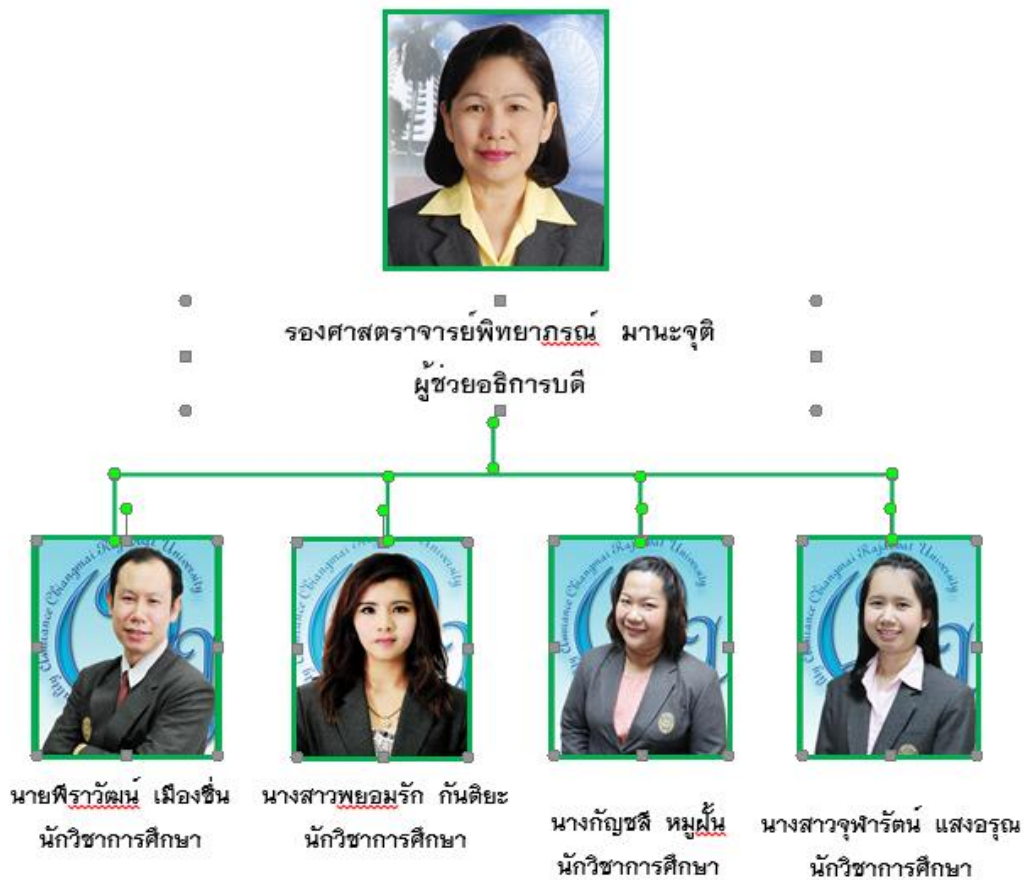 รองศาสตราจารย์พิทยาภรณ์ มานะจุติ
ผู้ช่วยอธิการบดี
Chiangmai Rajabhat University
นายพีราวัฒน์ เมืองชื่น
นักวิชาการศึกษา
นางสาวพยอมรัก กันติยะ
นักวิชาการศึกษา
นางกัญชลี หมูฝั้น
นักวิชาการศึกษา
นางสาวจุฬารัตน์ แสงอรุณ
นักวิชาการศึกษา